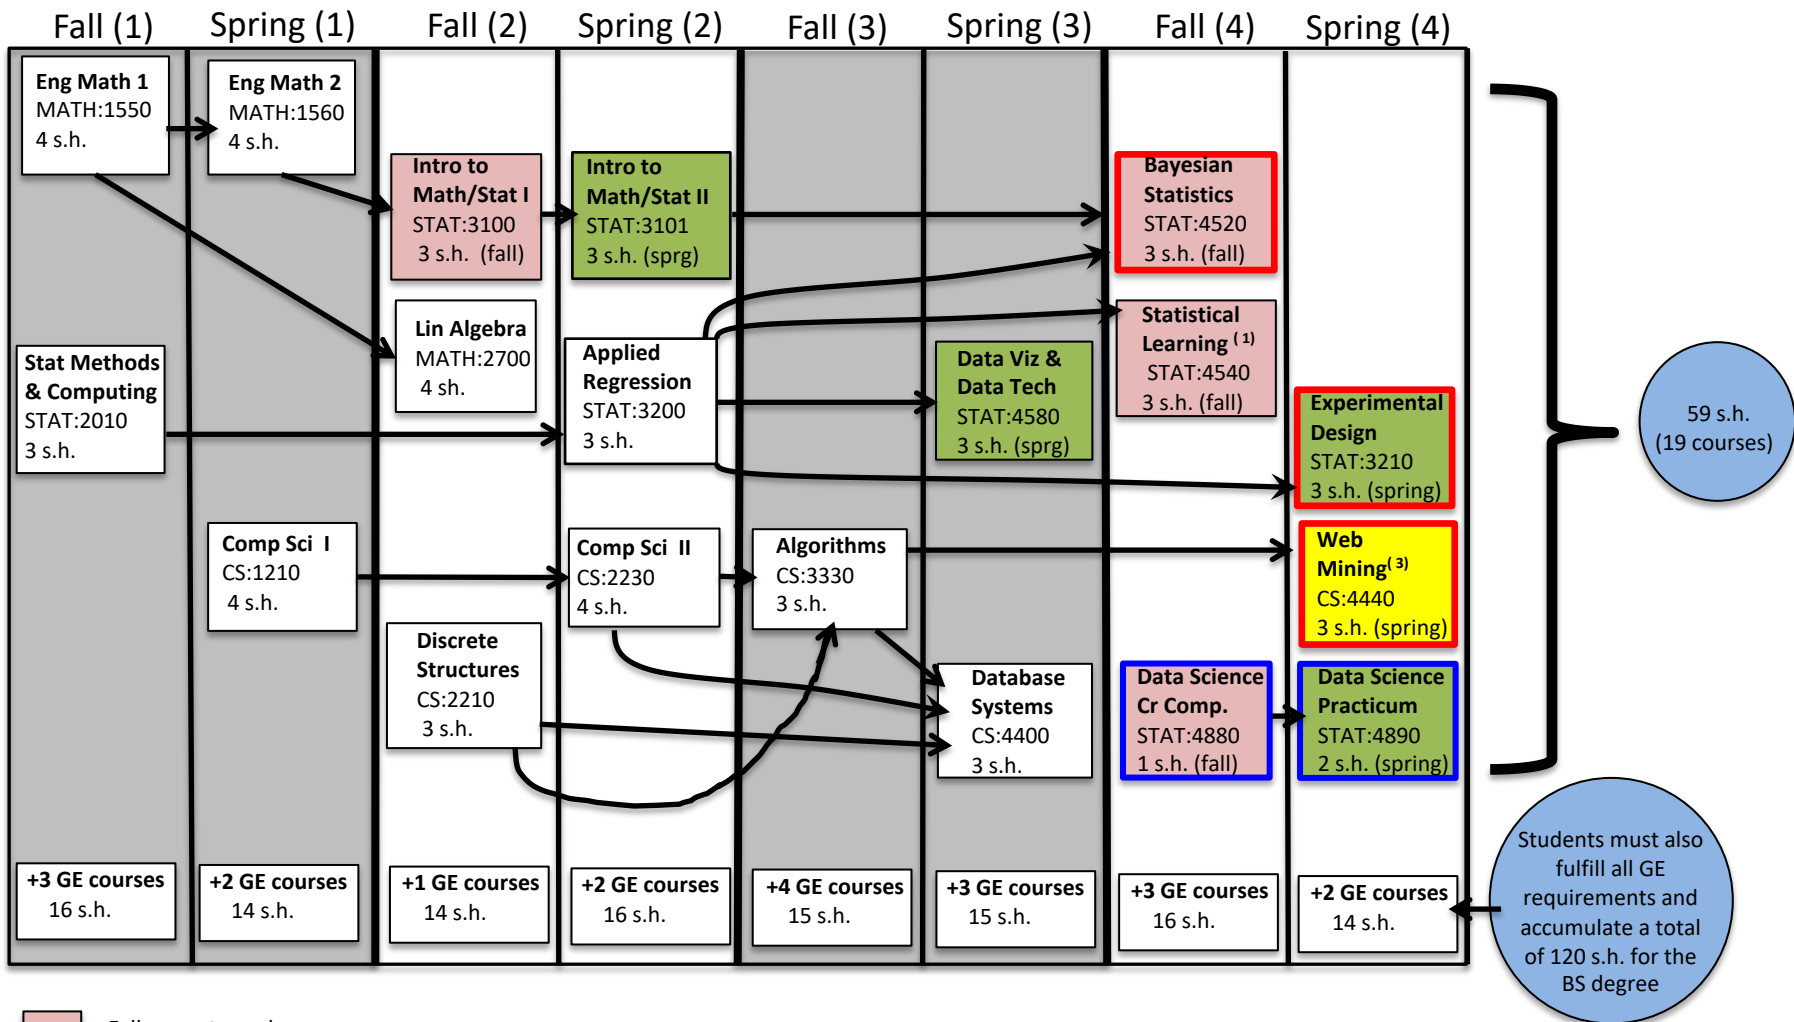 Fall (1)
Spring (1)
Fall (2)
Spring (2)
Fall (3)
Spring (3)
Fall (4)
Spring (4)
Eng Math 1
MATH:1550
4 s.h.
Stat Methods
& Computing
STAT:2010
3 s.h.
+3 GE courses
16 s.h.
Eng Math 2
MATH:1560
4 s.h.
Comp Sci I
CS:1210
4 s.h.
+2 GE courses
14 s.h.
Intro to
Math/Stat I
STAT:3100
3 s.h. (fall)
Lin Algebra
MATH:2700
4 sh.
Discrete
Structures
CS:2210
3 s.h.
+1 GE courses
14 s.h.
Intro to
Math/Stat II
STAT:3101
3 s.h. (sprg)
Applied
Regression
STAT:3200
3 s.h.
Comp Sci II
CS:2230
4 s.h.
+2 GE courses
16 s.h.
Algorithms
CS:3330
3 s.h.
+4 GE courses
15 s.h.
Data Viz &
Data Tech
STAT:4580
3 s.h. (sprg)
Database
Systems
CS:4400
3 s.h.
+3 GE courses
15 s.h.
Bayesian
Statistics
STAT:4520
3 s.h. (fall)
Statistical
Learning (1)
STAT:4540
3 s.h. (fall)
Data Science
Cr Comp.
STAT:4880
1 s.h. (fall)
+3 GE courses
16 s.h.
Experimental
Design
STAT:3210
3 s.h. (spring)
Web
Mining(3)
CS:4440
3 s.h. (spring)
Data Science
Practicum
STAT:4890
2 s.h. (spring)
+2 GE courses
14 s.h.
59 s.h.
(19 courses)
Students must also
fulfill all GE
requirements and
accumulate a total
of 120 s.h. for the
BS degree